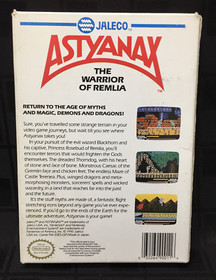 JALECO
ASTYANAX
THE
WARRIOR
OF REMLIA
RETURN TO THE AGE OF MYTHS
AND MAGIC, DEMONS AND DRAGONS!
Sure, you've travelled some strange terrain in your
video game journeys, but wait till you see where
Astyanax takes you!
In your pursuit of the evil wizard Blackhorn and
his captive, Princess Rosebud of Remlia, you'll
encounter terrors that would frighten the Gods
themselves. The dreaded Thorndog, with his heart
of stone and lice of bone. Monstrous Caesar of the
Gremlin face and chicken feet. The endless Maze of
Castle Tiremia. Plus, winged dragons and meta-
morphosing meanies, sorcerers' spells and wicked
wizardry, in a land that reaches far into the past and
the future.
It's the stuff myths are made of, a fantastic flight
stretching miles beyond any game you've ever exper-
ienced. If you'd go to the ends of the Earth for the
ultimate adventure, Astyanax is your game!